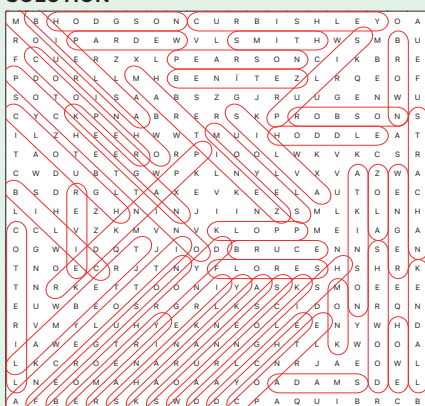 SOLUTION
M B H O D G S O N C U R B I S H L E Y O A
R O I P A R D E W V L S M I T H W S M B U
F C U E R Z X L P E A R S O N C I K B R E
P D O R L L M H B E N Í T E Z L R Q E O F
S O T O I S A A B S Z G J R U U G E N W U
C Y C K P N A B R E R S K P R O B S O N S
I L Z H E E H W W T M U I H O D D L E A T
T A O T E E R O R P I O O L W K V K C S R
C W D U B T G W P K L N Y L V X V A Z W I
B S D R G L T A X E V K E E L A U T O E C
L I H E Z H N I N J I I N Z S M L K L N H
C C L V Z K M V N V K L O P P M E I L G A
O G W I D Q T J I O D B R U C E N N S E N
T N O E C R J T N Y F L O R E S H S H R K
T N R K E T T O O N I Y A S K S M O E E E
E U W B E O S R G R L K S C I D O N R Q N
R V M Y L U H Y E K N E O L E E N Y W H D
I A W E G T R I N A N N G H T L K W O O A
L K C R O E N A R U R L C N R J A E O W L
L N E O M A H A O A A Y O A D A M S D E L
A F B E R S K S W D D C P A Q U I B R C B